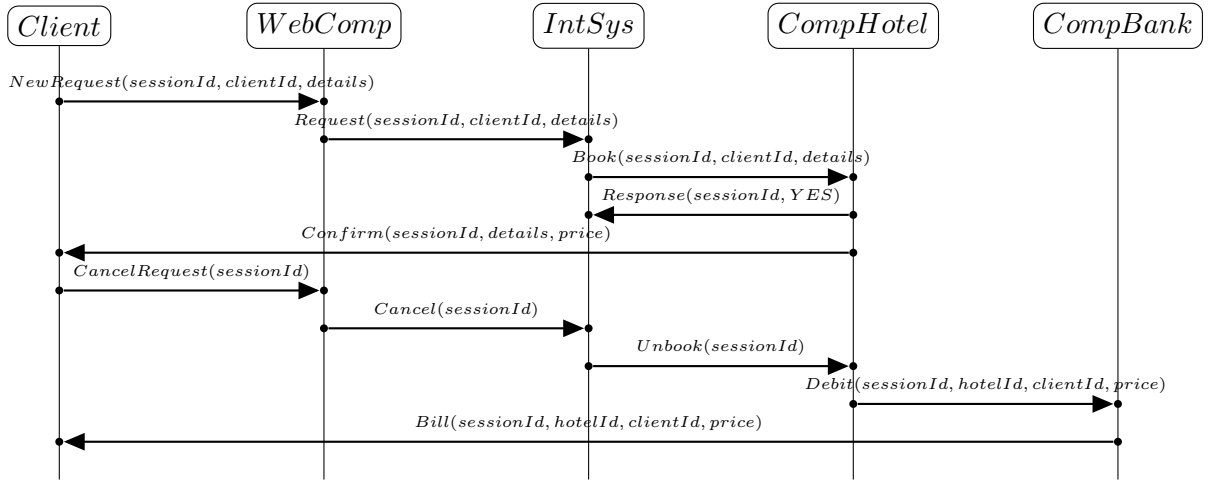 Client WebComp IntSys CompHotel CompBank
NewRequest(sessionId, clientId, details)
Request(sessionId, clientId, details)
Book(sessionId, clientId, details)
Response(sessionId, YES)
Confirm(sessionId, details, price)
CancelRequest(sessionId)
Cancel(sessionId)
Unbook(sessionId)
Debit(sessionId, hotelId, clientId, price)
Bill(sessionId, hotelId, clientId, price)